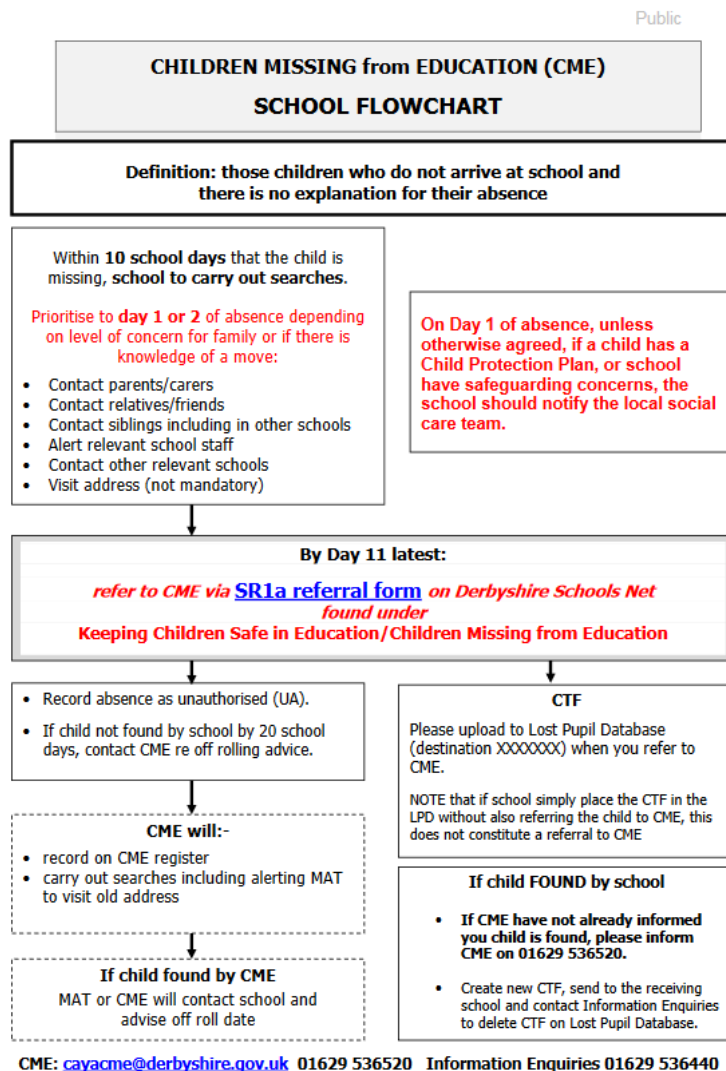 Public
CHILDREN MISSING from EDUCATION (CME)
SCHOOL FLOWCHART
Definition: those children who do not arrive at school and
there is no explanation for their absence
Within 10 school days that the child is
missing, school to carry out searches.
Prioritise to day 1 or 2 of absence depending
on level of concern for family or if there is
knowledge of a move:
• Contact parents/carers
• Contact relatives/friends
• Contact siblings including in other schools
• Alert relevant school staff
• Contact other relevant schools
• Visit address (not mandatory)
On Day 1 of absence, unless
otherwise agreed, if a child has a
Child Protection Plan, or school
have safeguarding concerns, the
school should notify the local social
care team.
By Day 11 latest:
refer to CME via SR1a referral form on Derbyshire Schools Net
found under
Keeping Children Safe in Education/Children Missing from Education
• Record absence as unauthorised (UA).
• If child not found by school by 20 school
days, contact CME re off rolling advice.
CME will:-
• record on CME register
• carry out searches including alerting MAT
to visit old address
If child found by CME
MAT or CME will contact school and
advise off roll date
CTF
Please upload to Lost Pupil Database
(destination XXXXXXX) when you refer to
CME.
NOTE that if school simply place the CTF in the
LPD without also referring the child to CME, this
does not constitute a referral to CME
If child FOUND by school
• If CME have not already informed
you child is found, please inform
CME on 01629 536520.
• Create new CTF, send to the receiving
school and contact Information Enquiries
to delete CTF on Lost Pupil Database.
CME: cayacme@derbyshire.gov.uk 01629 536520 Information Enquiries 01629 536440